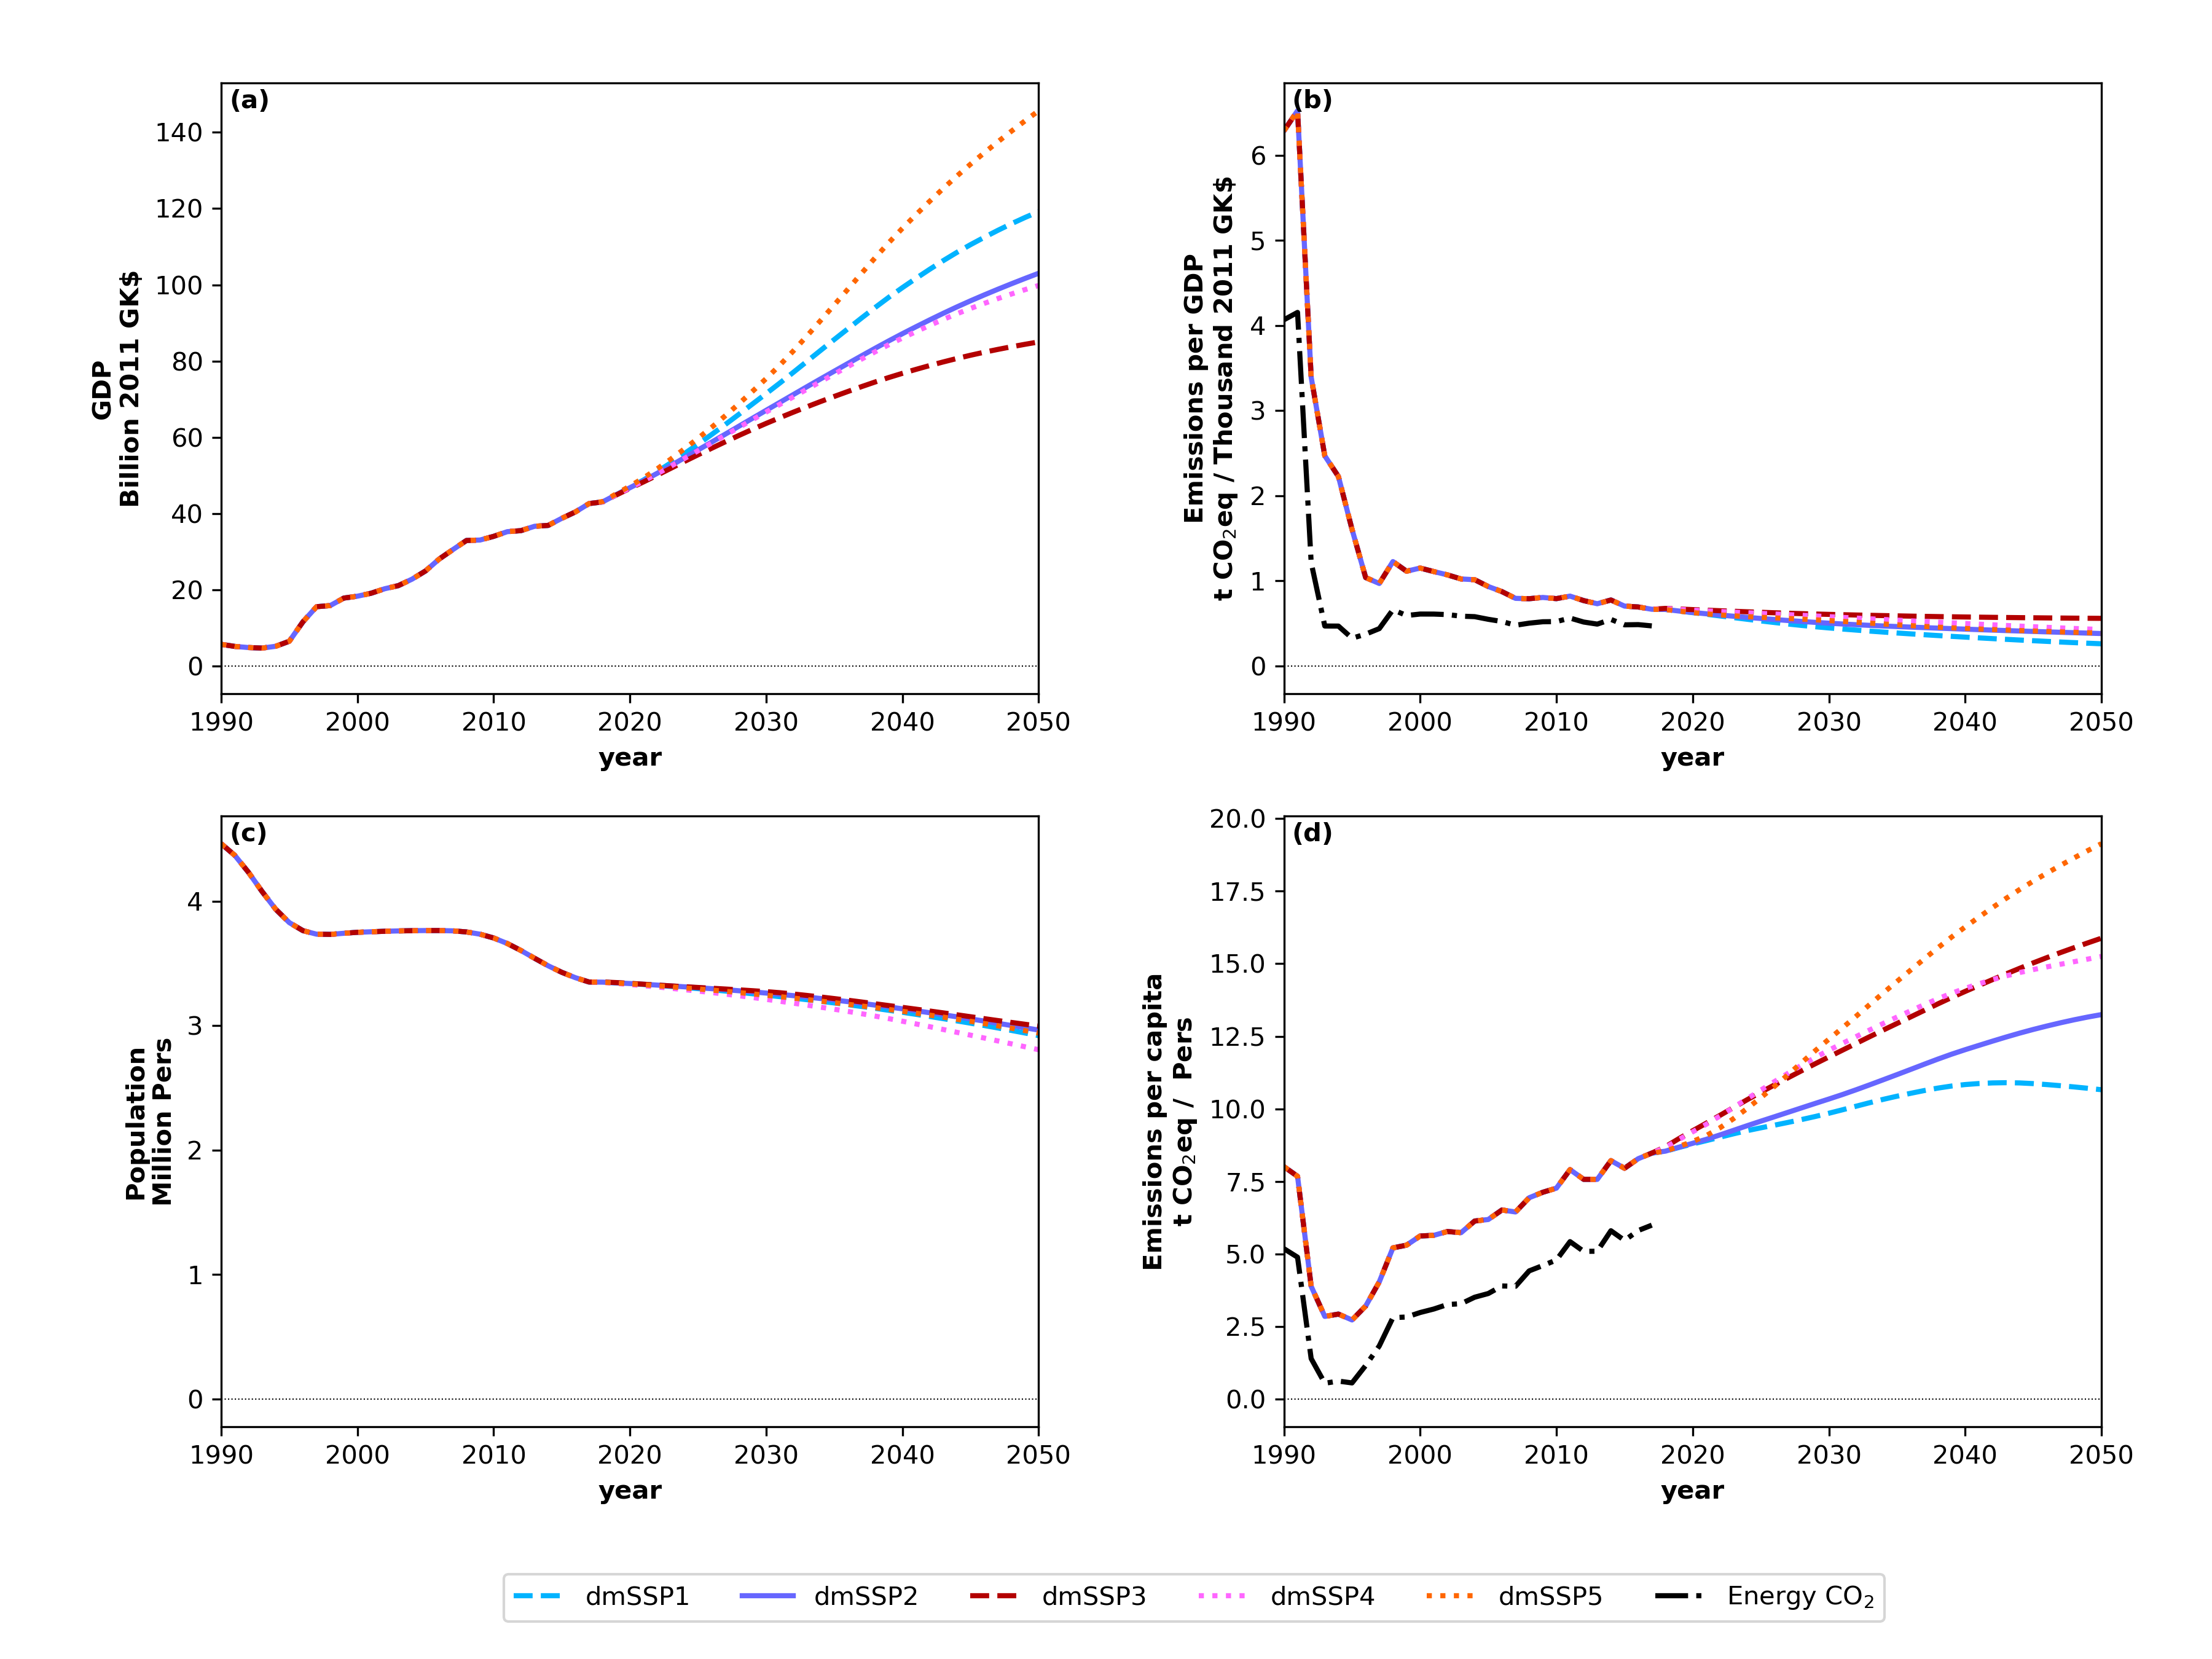 (a)
GDP
Billion 2011 GK$
140
120
100
80
60
40
20
0
1990 2000 2010 2020 2030 2040 2050
year
(b)
Emissions per GDP
t CO₂eq / Thousand 2011 GK$
6
5
4
3
2
1
0
1990 2000 2010 2020 2030 2040 2050
year
(c)
Population
Million Pers
4
3
2
1
0
1990 2000 2010 2020 2030 2040 2050
year
(d)
Emissions per capita
t CO₂eq / Pers
20.0
17.5
15.0
12.5
10.0
7.5
5.0
2.5
0.0
1990 2000 2010 2020 2030 2040 2050
year
dmSSP1 dmSSP2 dmSSP3 dmSSP4 dmSSP5 Energy CO₂